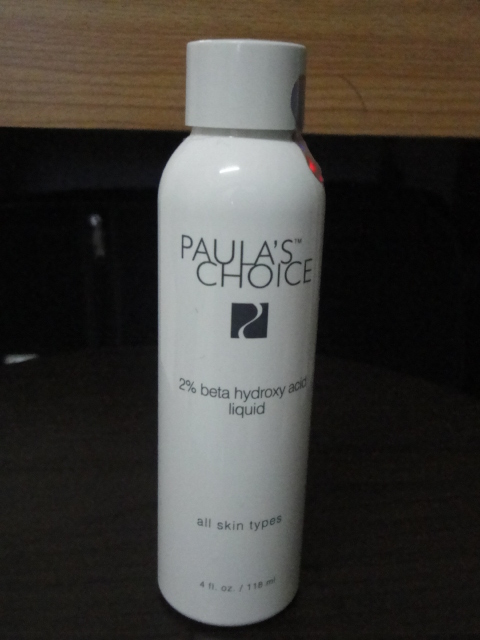 PAULA'S™
CHOICE
2% beta hydroxy acid
liquid
all skin types
4 fl. oz. / 118 ml